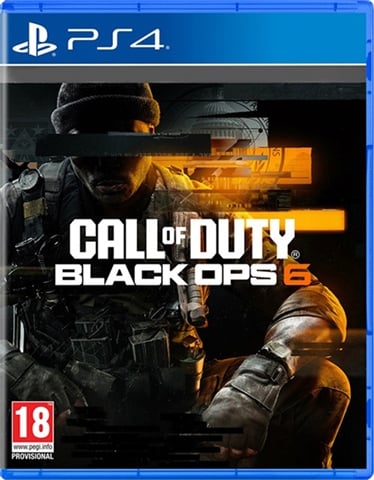 PS4
CALL OF DUTY
®
BLACK OPS 6
18
www.pegi.info
PROVISIONAL